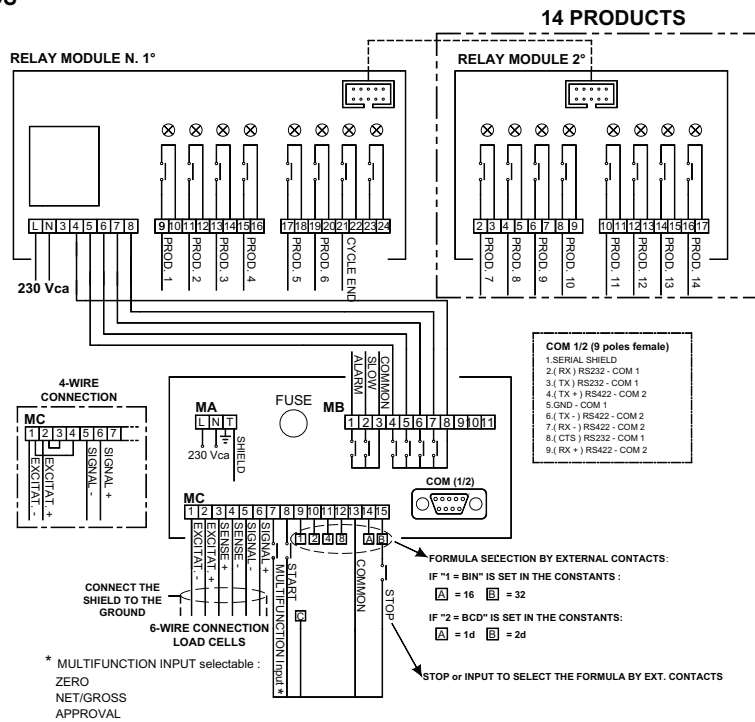 14 PRODUCTS
RELAY MODULE N. 1°
RELAY MODULE 2°
L N 3 4 5 6 7 8
9 10 11 12 13 14 15 16
17 18 19 20 21 22 23 24
2 3 4 5 6 7 8 9
10 11 12 13 14 15 16 17
PROD. 1
PROD. 2
PROD. 3
PROD. 4
PROD. 5
PROD. 6
CYCLE END
PROD. 7
PROD. 8
PROD. 9
PROD. 10
PROD. 11
PROD. 12
PROD. 13
PROD. 14
230 Vca
COM 1/2 (9 poles female)
1.SERIAL SHIELD
2.( RX ) RS232 - COM 1
3.( TX ) RS232 - COM 1
4.( TX + ) RS422 - COM 2
5.GND - COM 1
6.( TX - ) RS422 - COM 2
7.( RX - ) RS422 - COM 2
8.( CTS ) RS232 - COM 1
9.( RX + ) RS422 - COM 2
4-WIRE
CONNECTION
MC
1 2 3 4 5 6 7
EXCITAT. -
EXCITAT. +
SIGNAL -
SIGNAL +
MA
L N T
230 Vca
SHIELD
FUSE
ALARM
SLOW
COMMON
MB
1 2 3 4 5 6 7 8 9 10 11
COM (1/2)
MC
1 2 3 4 5 6 7 8 9 10 11 12 13 14 15
EXCITAT. -
EXCITAT. +
SENSE +
SENSE -
SIGNAL -
SIGNAL +
MULTIFUNCTION Input *
START
1 2 4 8
A B
C
COMMON
STOP
CONNECT THE
SHIELD TO THE
GROUND
6-WIRE CONNECTION
LOAD CELLS
FORMULA SELECTION BY EXTERNAL CONTACTS:
IF "1 = BIN" IS SET IN THE CONSTANTS :
A = 16 B = 32
IF "2 = BCD" IS SET IN THE CONSTANTS:
A = 1d B = 2d
STOP or INPUT TO SELECT THE FORMULA BY EXT. CONTACTS
* MULTIFUNCTION INPUT selectable :
ZERO
NET/GROSS
APPROVAL